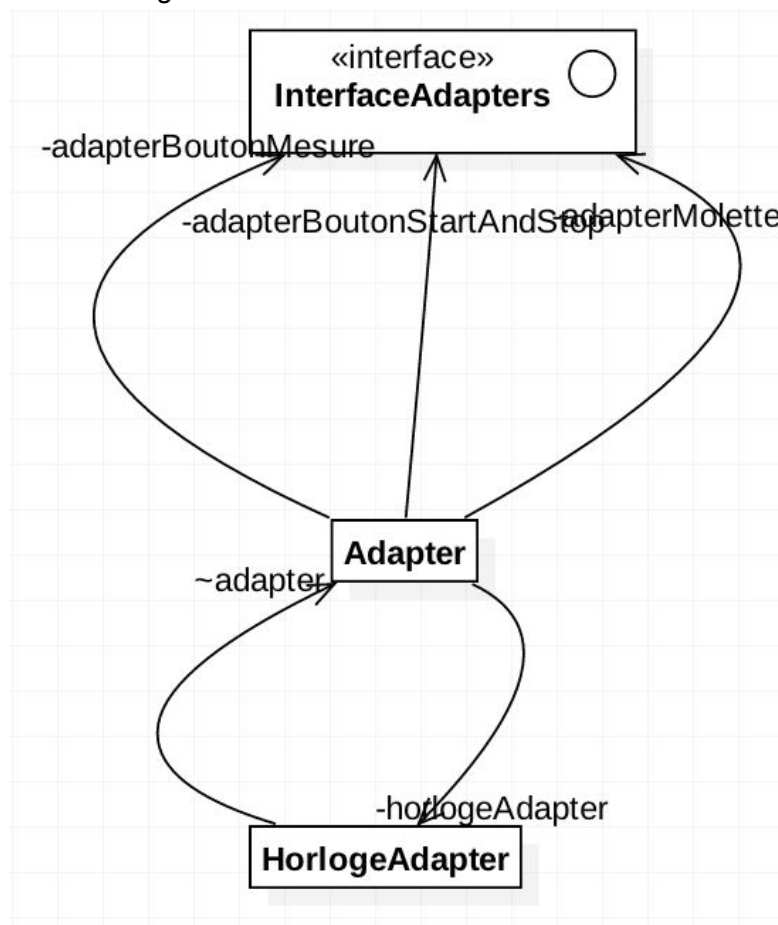 «interface»
InterfaceAdapters
-adapterBoutonMesure
-adapterBoutonStartAndStop
-adapterMolette
Adapter
~adapter
-horlogeAdapter
HorlogeAdapter